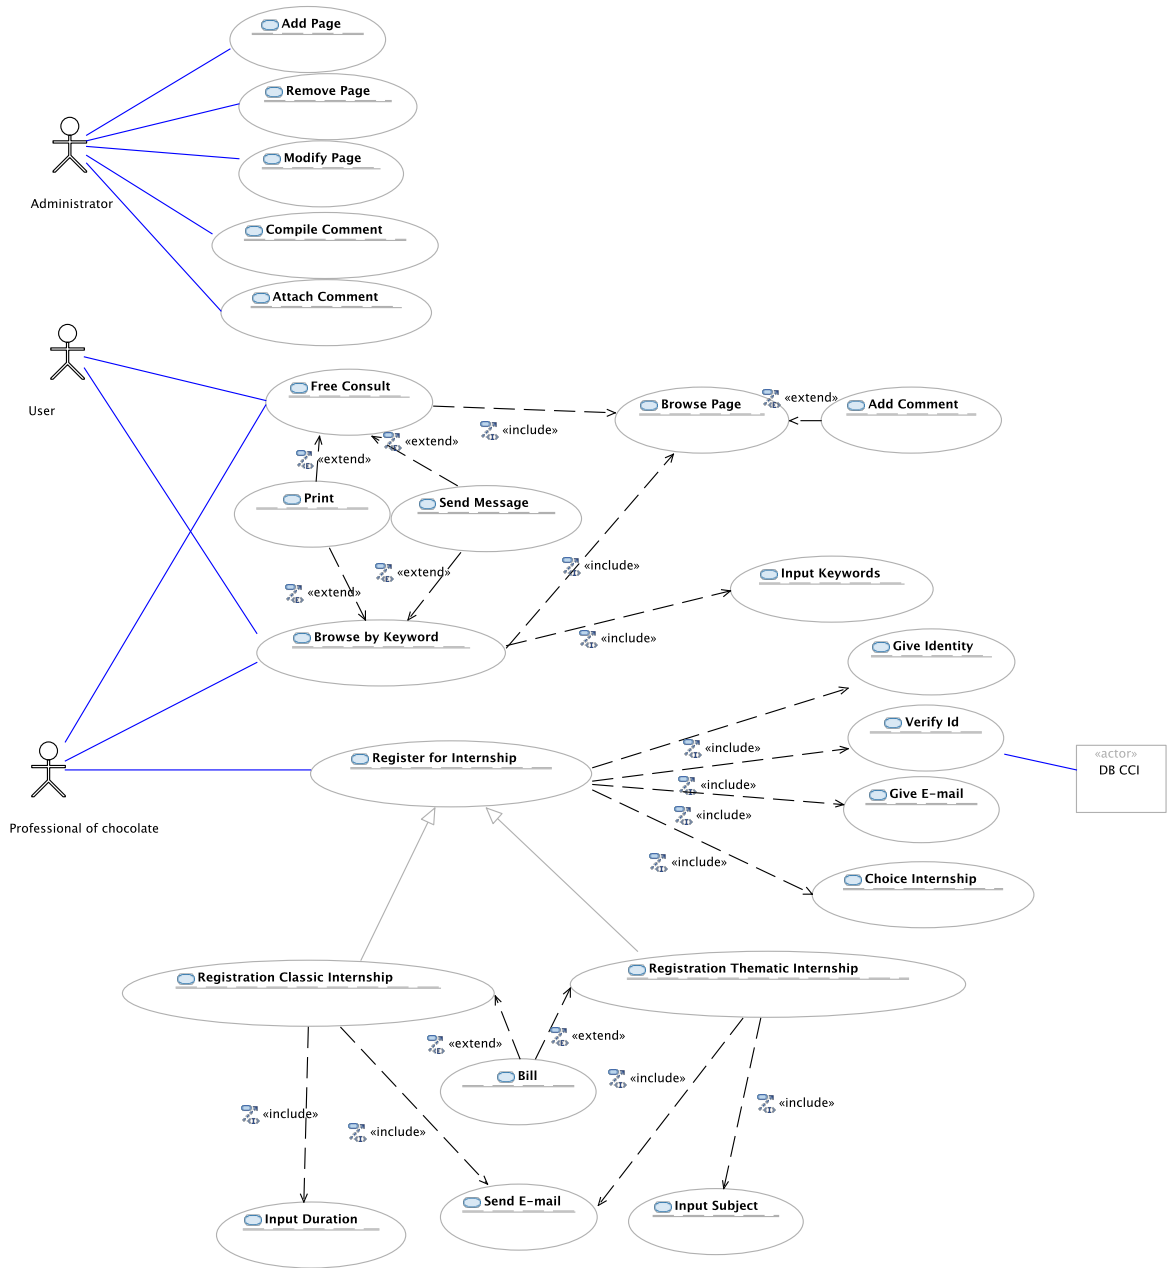 Add Page
Remove Page
Modify Page
Administrator
Compile Comment
Attach Comment
User
Free Consult
Browse Page
«extend»
Add Comment
«include»
«extend»
«extend»
Print
Send Message
«extend»
«extend»
«include»
Input Keywords
Browse by Keyword
«include»
Give Identity
Verify Id
«include»
Register for Internship
«actor»
DB CCI
«include»
Give E-mail
«include»
Professional of chocolate
«include»
Choice Internship
Registration Classic Internship
Registration Thematic Internship
«extend»
«extend»
Bill
«include»
«include»
«include»
«include»
Send E-mail
Input Subject
Input Duration